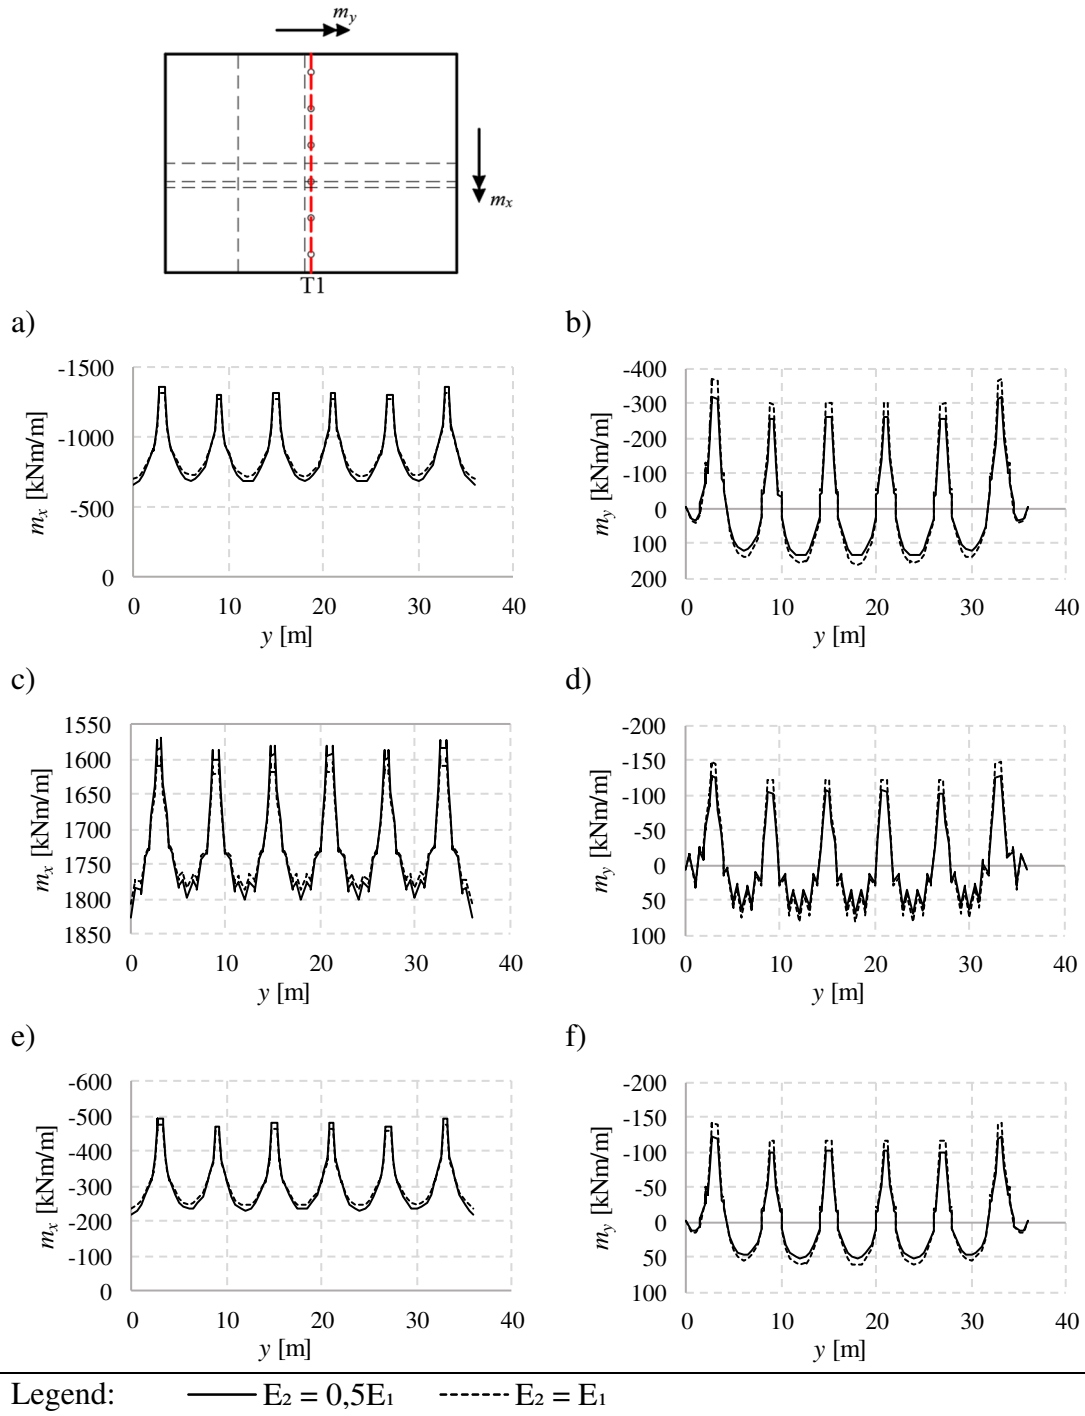 m_y
m_x
T1
a)
-1500
-1000
-500
0
m_x [kNm/m]
0 10 20 30 40
y [m]
b)
-400
-300
-200
-100
0
100
200
m_y [kNm/m]
0 10 20 30 40
y [m]
c)
1550
1600
1650
1700
1750
1800
1850
m_x [kNm/m]
0 10 20 30 40
y [m]
d)
-200
-150
-100
-50
0
50
100
m_y [kNm/m]
0 10 20 30 40
y [m]
e)
-600
-500
-400
-300
-200
-100
0
m_x [kNm/m]
0 10 20 30 40
y [m]
f)
-200
-150
-100
-50
0
50
100
m_y [kNm/m]
0 10 20 30 40
y [m]
Legend: E₂ = 0,5E₁ E₂ = E₁